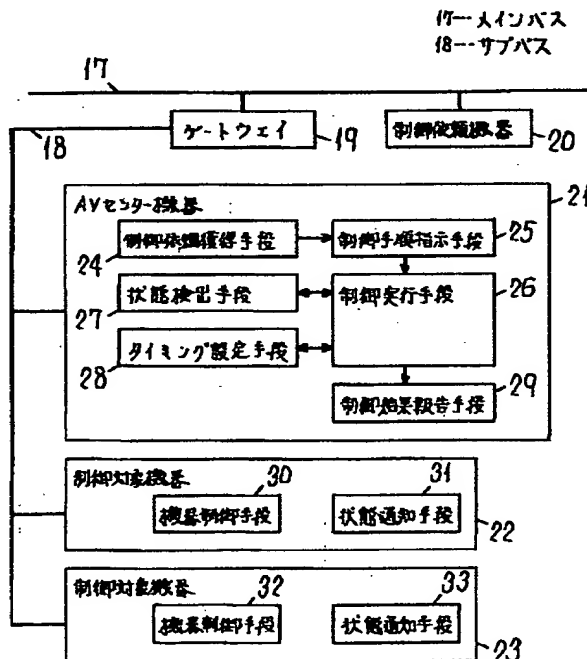 17---メインバス
18---サブバス
17
18
ゲートウェイ
19
制御依頼機器
20
21
AVセンター機器
制御依頼獲得手段
24
制御手順指示手段
25
状態検出手段
27
制御実行手段
26
タイミング設定手段
28
制御結果報告手段
29
制御対象機器
30
機器制御手段
31
状態通知手段
22
制御対象機器
32
機器制御手段
33
状態通知手段
23